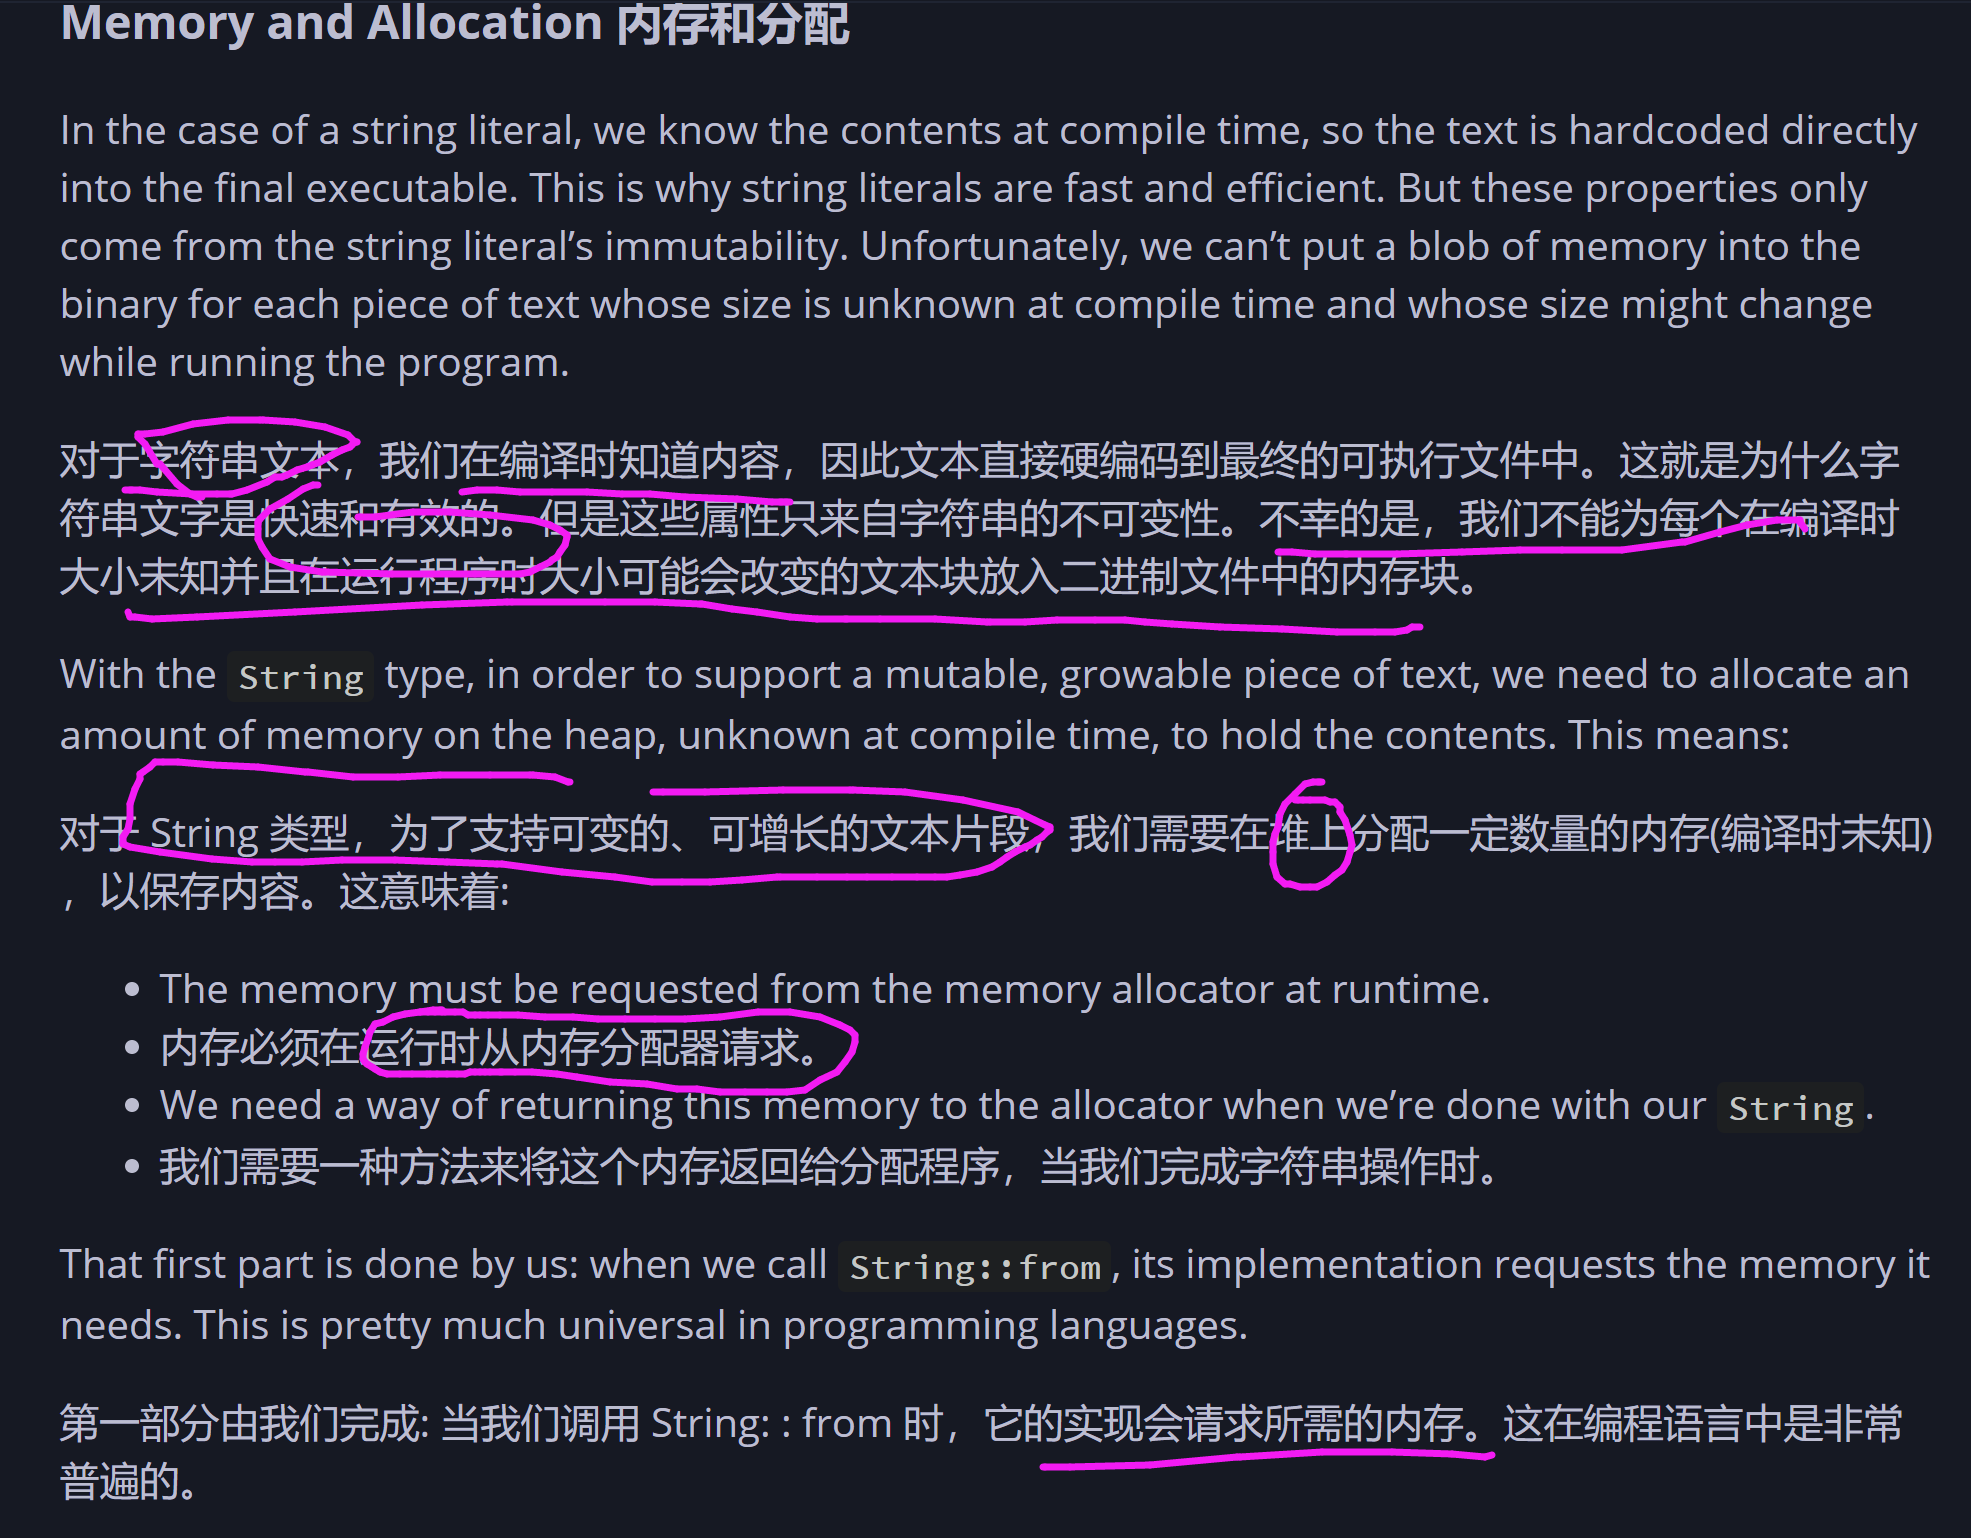 Memory and Allocation 内存和分配
In the case of a string literal, we know the contents at compile time, so the text is hardcoded directly
into the final executable. This is why string literals are fast and efficient. But these properties only
come from the string literal’s immutability. Unfortunately, we can’t put a blob of memory into the
binary for each piece of text whose size is unknown at compile time and whose size might change
while running the program.
对于字符串文本，我们在编译时知道内容，因此文本直接硬编码到最终的可执行文件中。这就是为什么字
符串文字是快速和有效的。但是这些属性只来自字符串的不可变性。不幸的是，我们不能为每个在编译时
大小未知并且在运行程序时大小可能会改变的文本块放入二进制文件中的内存块。
With the String type, in order to support a mutable, growable piece of text, we need to allocate an
amount of memory on the heap, unknown at compile time, to hold the contents. This means:
对于 String 类型，为了支持可变的、可增长的文本片段，我们需要在堆上分配一定数量的内存(编译时未知)
，以保存内容。这意味着:
• The memory must be requested from the memory allocator at runtime.
• 内存必须在运行时从内存分配器请求。
• We need a way of returning this memory to the allocator when we’re done with our String.
• 我们需要一种方法来将这个内存返回给分配程序，当我们完成字符串操作时。
That first part is done by us: when we call String::from, its implementation requests the memory it
needs. This is pretty much universal in programming languages.
第一部分由我们完成: 当我们调用 String: : from 时，它的实现会请求所需的内存。这在编程语言中是非常
普遍的。